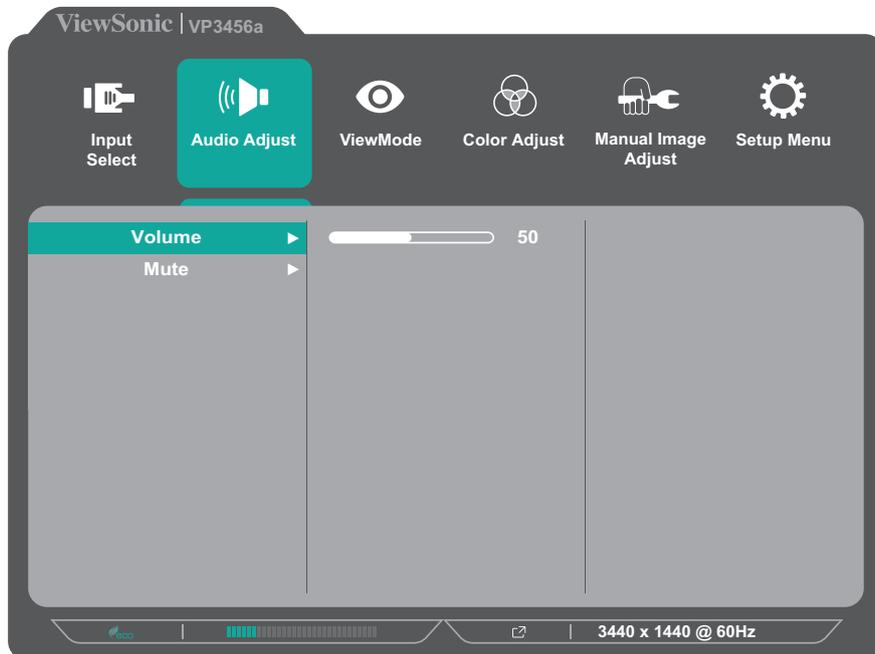 ViewSonic | VP3456a
Input
Select
Audio Adjust
ViewMode
Color Adjust
Manual Image
Adjust
Setup Menu
Volume
50
Mute
eco
3440 x 1440 @ 60Hz